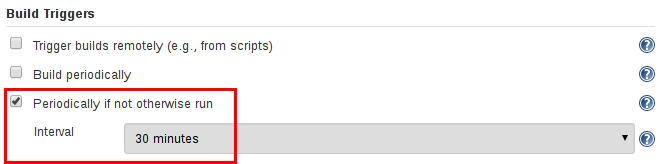 Build Triggers
Trigger builds remotely (e.g., from scripts)
Build periodically
Periodically if not otherwise run
Interval
30 minutes